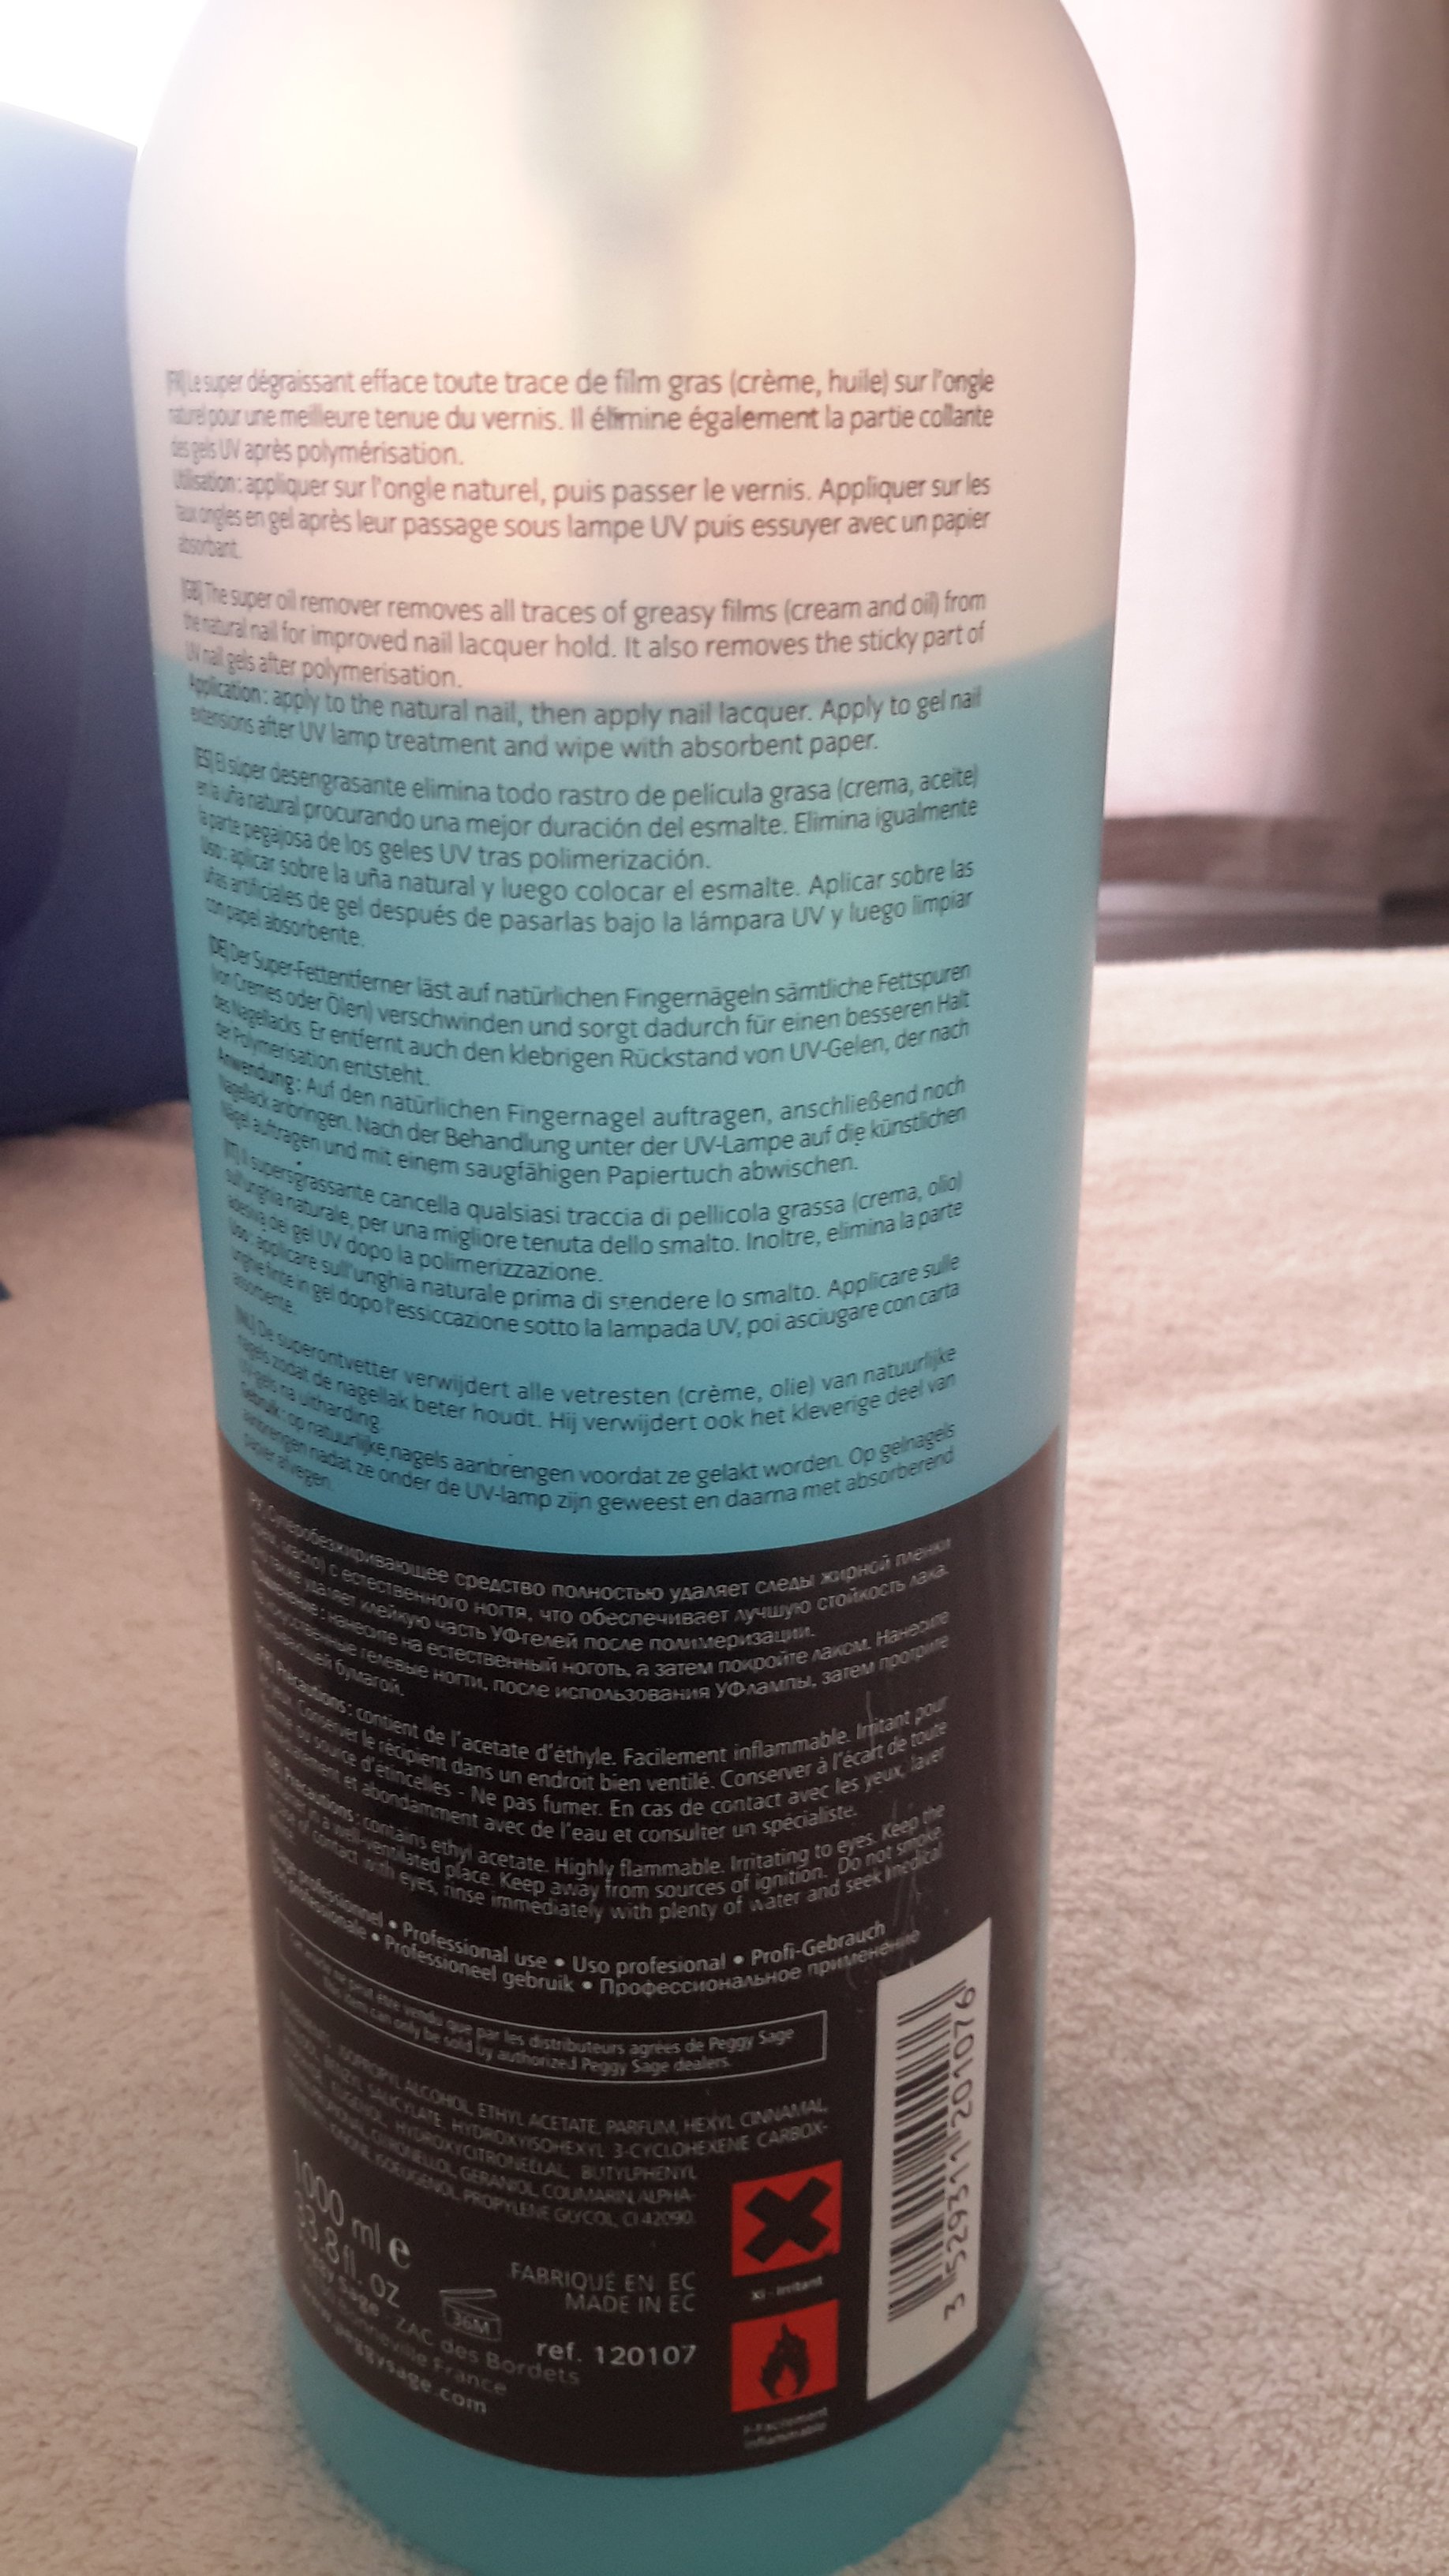 [FR] Le super dégraissant efface toute trace de film gras (crème, huile) sur l'ongle
naturel pour une meilleure tenue du vernis. Il élimine également la partie collante
des gels UV après polymérisation.
Utilisation : appliquer sur l'ongle naturel, puis passer le vernis. Appliquer sur les
faux ongles en gel après leur passage sous lampe UV puis essuyer avec un papier
absorbant.
[GB] The super oil remover removes all traces of greasy films (cream and oil) from
the natural nail for improved nail lacquer hold. It also removes the sticky part of
UV nail gels after polymerisation.
Application : apply to the natural nail, then apply nail lacquer. Apply to gel nail
extensions after UV lamp treatment and wipe with absorbent paper.
[ES] El súper desengrasante elimina todo rastro de película grasa (crema, aceite)
en la uña natural procurando una mejor duración del esmalte. Elimina igualmente
la parte pegajosa de los geles UV tras polimerización.
Uso : aplicar sobre la uña natural y luego colocar el esmalte. Aplicar sobre las
uñas artificiales de gel después de pasarlas bajo la lámpara UV y luego limpiar
con papel absorbente.
[DE] Der Super-Fettentferner läst auf natürlichen Fingernägeln sämtliche Fettspuren
(von Cremes oder Ölen) verschwinden und sorgt dadurch für einen besseren Halt
des Nagellacks. Er entfernt auch den klebrigen Rückstand von UV-Gelen, der nach
der Polymerisation entsteht.
Anwendung : Auf den natürlichen Fingernagel auftragen, anschließend noch
Nagellack anbringen. Nach der Behandlung unter der UV-Lampe auf die künstlichen
Nägel auftragen und mit einem saugfähigen Papiertuch abwischen.
[IT] Il supersgrassante cancella qualsiasi traccia di pellicola grassa (crema, olio)
sull'unghia naturale, per una migliore tenuta dello smalto. Inoltre, elimina la parte
adesiva dei gel UV dopo la polimerizzazione.
Uso : applicare sull'unghia naturale prima di stendere lo smalto. Applicare sulle
unghie finte in gel dopo l'essiccazione sotto la lampada UV, poi asciugare con carta
assorbente.
[NL] De superontvetter verwijdert alle vetresten (crème, olie) van natuurlijke
nagels zodat de nagellak beter houdt. Hij verwijdert ook het kleverige deel van
UV-gels na uitharding.
Gebruik : op natuurlijke nagels aanbrengen voordat ze gelakt worden. Op gelnagels
aanbrengen nadat ze onder de UV-lamp zijn geweest en daarna met absorberend
papier afvegen.
Суперобезжиривающее средство полностью удаляет следы жирной пленки
масло) с естественного ногтя, что обеспечивает лучшую стойкость лака.
также удаляет клейкую часть УФ-гелей после полимеризации.
Применение : нанесите на естественный ноготь, а затем покройте лаком. Нанесите
гелевые ногти, после использования УФ-лампы, затем протрите
бумагой.
[FR] Précautions : contient de l'acetate d'éthyle. Facilement inflammable. Irritant pour
Conserver le récipient dans un endroit bien ventilé. Conserver à l'écart de toute
ou source d'étincelles - Ne pas fumer. En cas de contact avec les yeux, laver
et abondamment avec de l'eau et consulter un spécialiste.
Précautions : contains ethyl acetate. Highly flammable. Irritating to eyes. Keep the
in a well-ventilated place. Keep away from sources of ignition. Do not smoke.
of contact with eyes, rinse immediately with plenty of water and seek medical
professionnel • Professional use • Uso profesional • Profi-Gebrauch
professionale • Professioneel gebruik • Профессиональное применение
ne peut être vendu que par les distributeurs agréés de Peggy Sage
This item can only be sold by authorized Peggy Sage dealers.
ISOPROPYL ALCOHOL, ETHYL ACETATE, PARFUM, HEXYL CINNAMAL,
BENZYL SALICYLATE, HYDROXYISOHEXYL 3-CYCLOHEXENE CARBOX-
EUGENOL, HYDROXYCITRONELLAL, BUTYLPHENYL
CITRONELLOL, GERANIOL, COUMARIN, ALPHA-
IONONE, ISOEUGENOL, PROPYLENE GLYCOL, CI 42090.
1000 ml e
33.8 fl. oz
Peggy Sage - ZAC des Bordets
Bonneville France
www.peggysage.com
36M
FABRIQUÉ EN EC
MADE IN EC
ref. 120107
Xi - Irritant
F-Facilement
inflammable
3 529311 201076